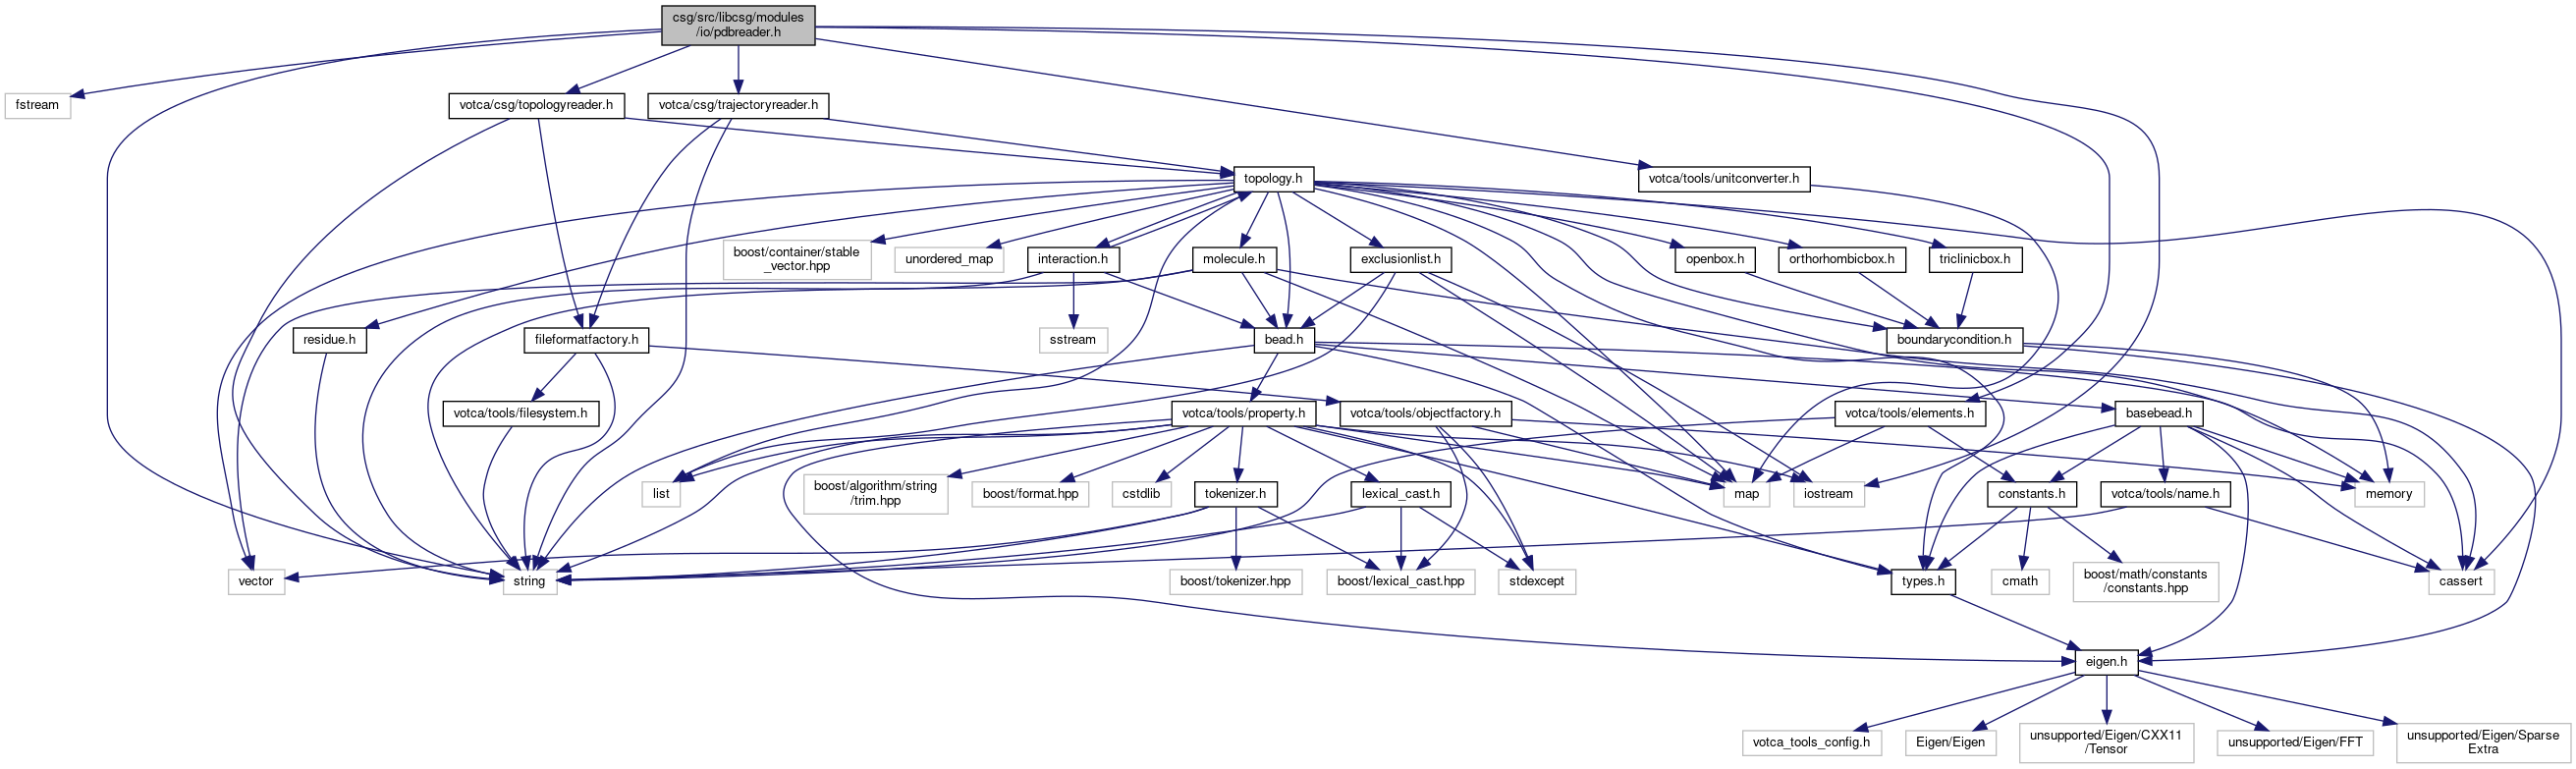 csg/src/libcsg/modules
/io/pdbreader.h
fstream
votca/csg/topologyreader.h
votca/csg/trajectoryreader.h
topology.h
votca/tools/unitconverter.h
boost/container/stable
_vector.hpp
unordered_map
interaction.h
molecule.h
exclusionlist.h
openbox.h
orthorhombicbox.h
triclinicbox.h
residue.h
fileformatfactory.h
sstream
bead.h
boundarycondition.h
votca/tools/filesystem.h
votca/tools/property.h
votca/tools/objectfactory.h
votca/tools/elements.h
basebead.h
list
boost/algorithm/string
/trim.hpp
boost/format.hpp
cstdlib
tokenizer.h
lexical_cast.h
map
iostream
constants.h
votca/tools/name.h
memory
vector
string
boost/tokenizer.hpp
boost/lexical_cast.hpp
stdexcept
types.h
cmath
boost/math/constants
/constants.hpp
cassert
eigen.h
votca_tools_config.h
Eigen/Eigen
unsupported/Eigen/CXX11
/Tensor
unsupported/Eigen/FFT
unsupported/Eigen/Sparse
Extra